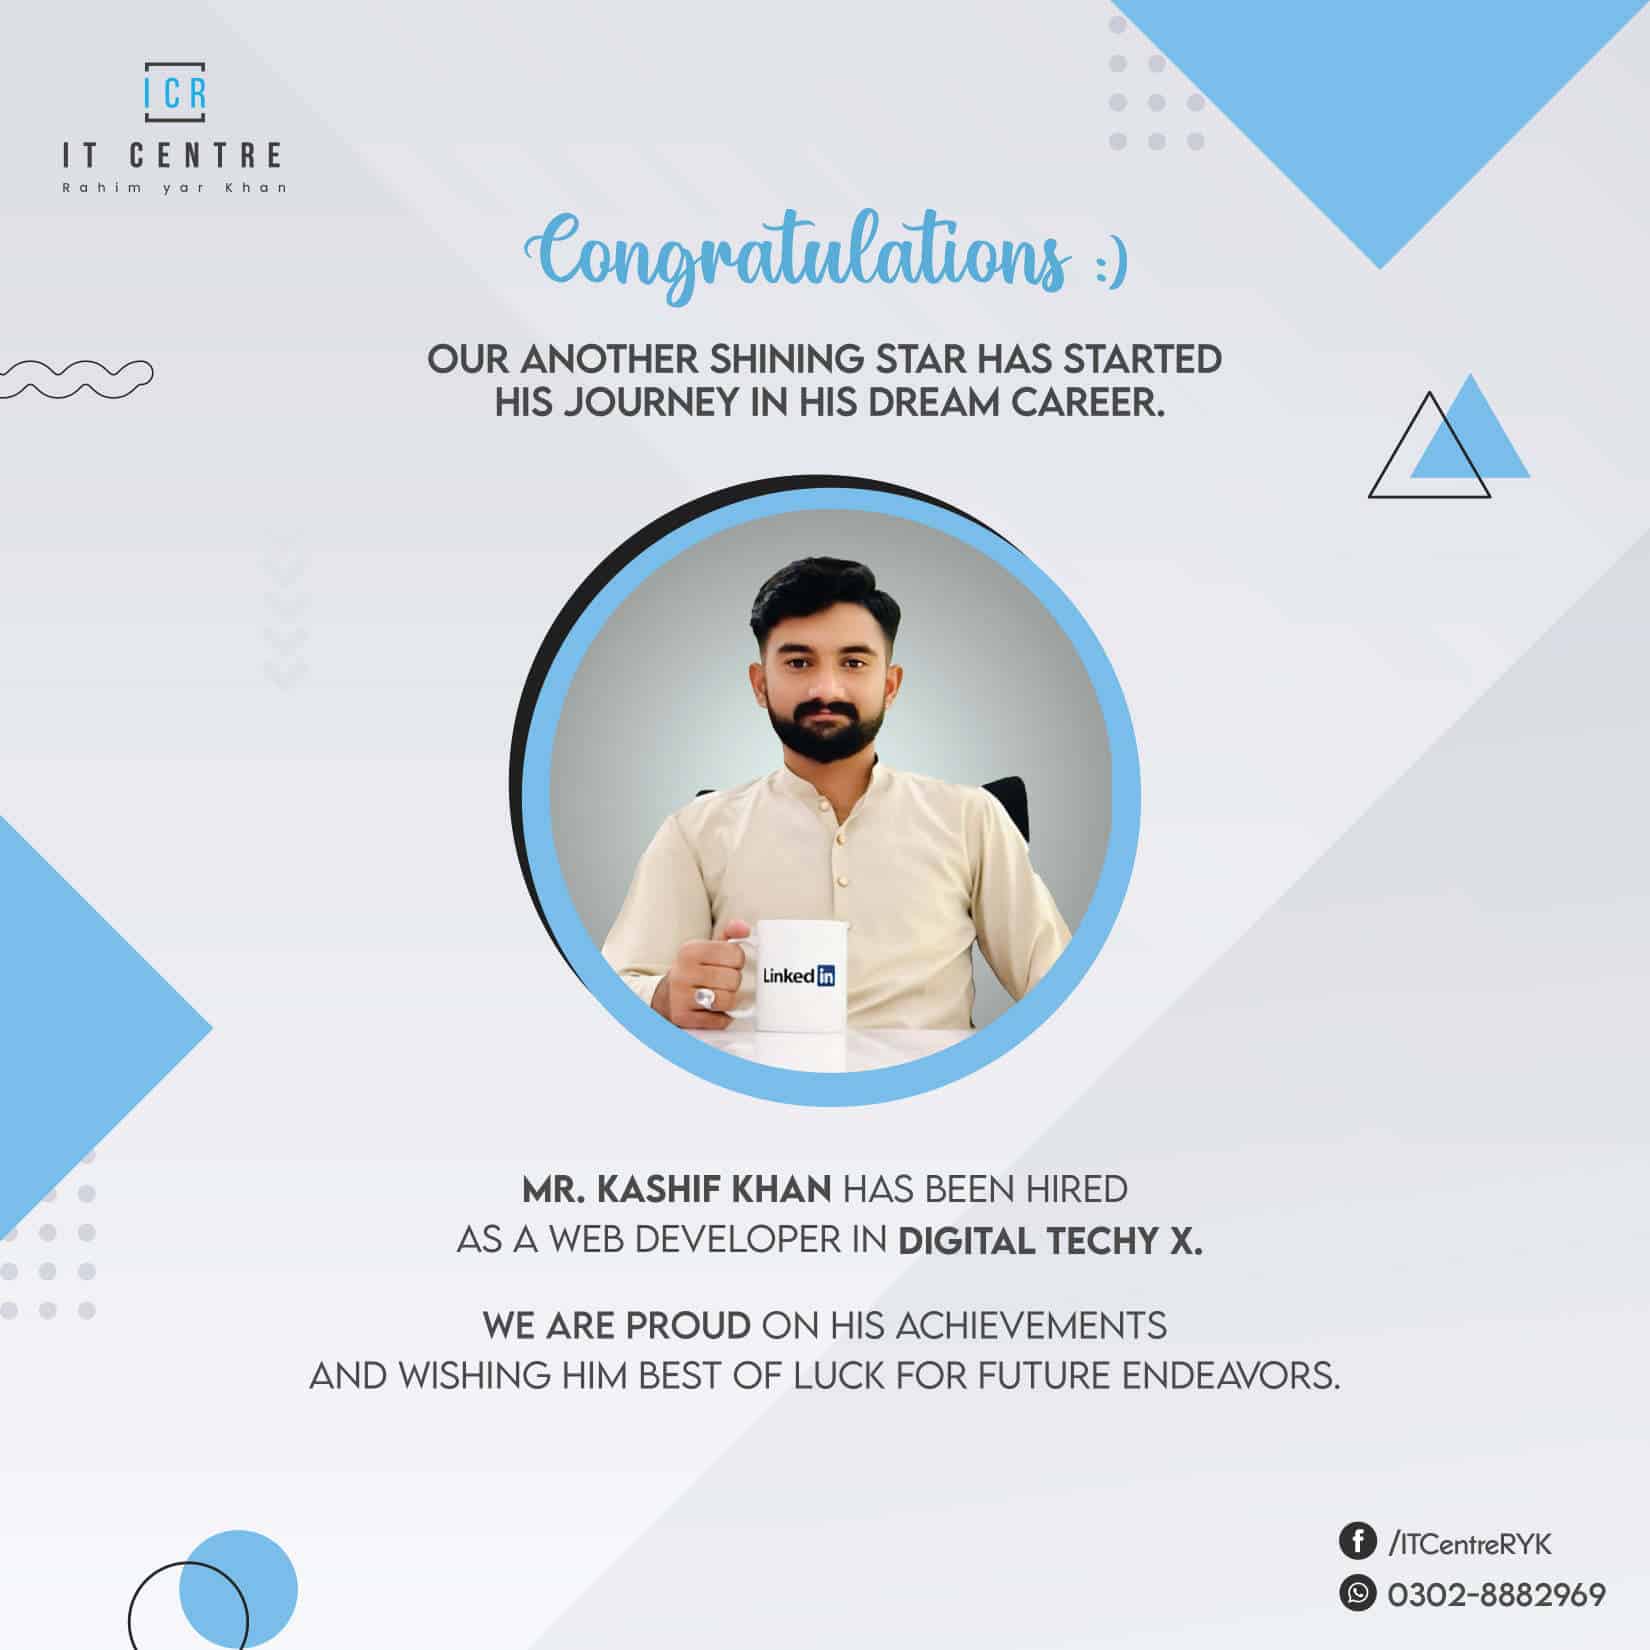 ICR
IT CENTRE
Rahim yar Khan
Congratulations :)
OUR ANOTHER SHINING STAR HAS STARTED
HIS JOURNEY IN HIS DREAM CAREER.
Linked in
MR. KASHIF KHAN HAS BEEN HIRED
AS A WEB DEVELOPER IN DIGITAL TECHY X.
WE ARE PROUD ON HIS ACHIEVEMENTS
AND WISHING HIM BEST OF LUCK FOR FUTURE ENDEAVORS.
/ITCentreRYK
0302-8882969